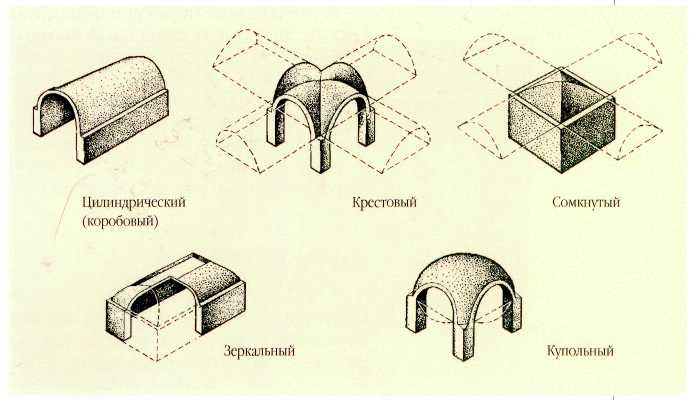 Цилиндрический
(коробовый)
Крестовый
Сомкнутый
Зеркальный
Купольный